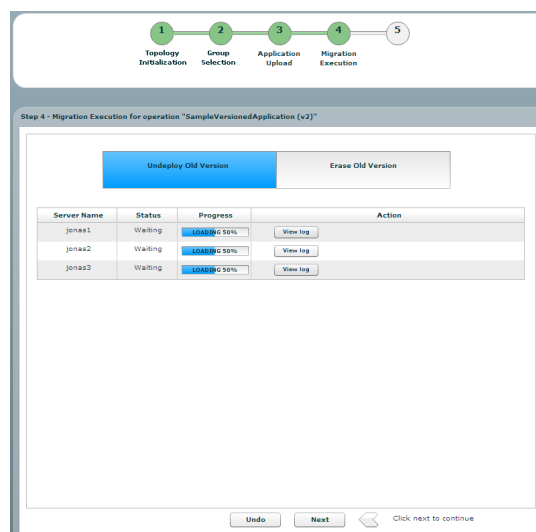 1 2 3 4 5
Topology Initialization Group Selection Application Upload Migration Execution
Step 4 - Migration Execution for operation "SampleVersionedApplication (v2)"
Undeploy Old Version Erase Old Version
Server Name Status Progress Action
jonas1 Waiting LOADING 50% View log
jonas2 Waiting LOADING 50% View log
jonas3 Waiting LOADING 50% View log
Undo Next Click next to continue